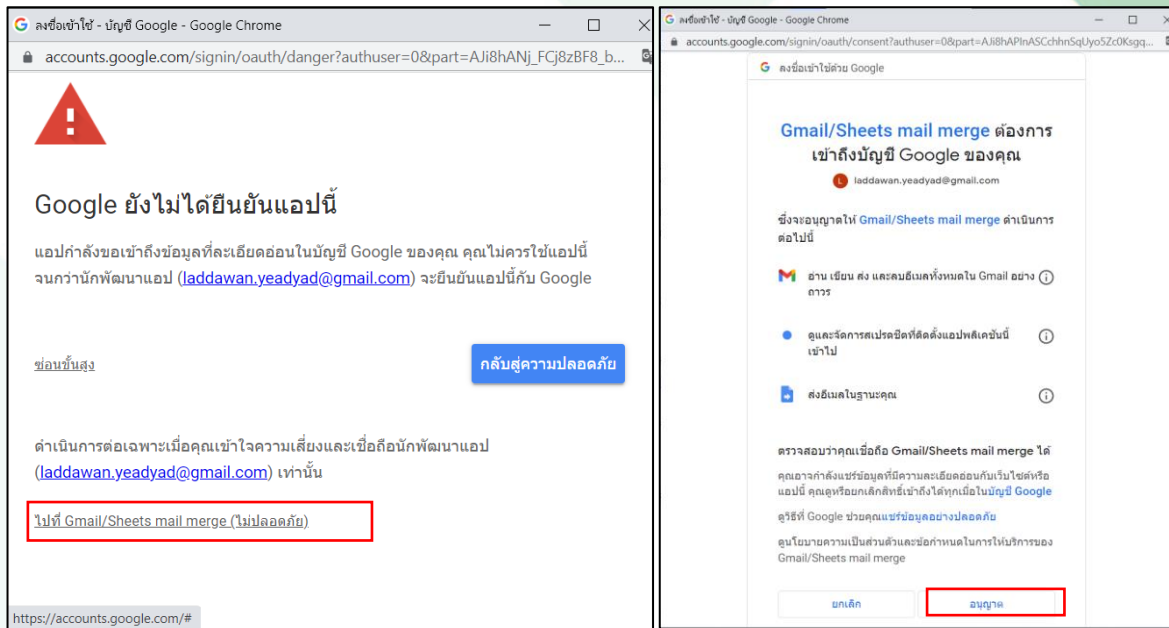 ลงชื่อเข้าใช้ - บัญชี Google - Google Chrome
accounts.google.com/signin/oauth/danger?authuser=0&part=AJi8hANj_FCj8zBF8_b...
Google ยังไม่ได้ยืนยันแอปนี้
แอปกำลังขอเข้าถึงข้อมูลที่ละเอียดอ่อนในบัญชี Google ของคุณ คุณไม่ควรใช้แอปนี้
จนกว่านักพัฒนาแอป (laddawan.yeadyad@gmail.com) จะยืนยันแอปนี้กับ Google
ซ่อนขั้นสูง
กลับสู่ความปลอดภัย
ดำเนินการต่อเฉพาะเมื่อคุณเข้าใจความเสี่ยงและเชื่อถือนักพัฒนาแอป
(laddawan.yeadyad@gmail.com) เท่านั้น
ไปที่ Gmail/Sheets mail merge (ไม่ปลอดภัย)
https://accounts.google.com/#
ลงชื่อเข้าใช้ - บัญชี Google - Google Chrome
accounts.google.com/signin/oauth/consent?authuser=0&part=AJi8hAPInASCchhnSqUyo5Zc0Ksgq...
ลงชื่อเข้าใช้ด้วย Google
Gmail/Sheets mail merge ต้องการ
เข้าถึงบัญชี Google ของคุณ
L laddawan.yeadyad@gmail.com
ซึ่งจะอนุญาตให้ Gmail/Sheets mail merge ดำเนินการ
ต่อไปนี้
อ่าน เขียน ส่ง และลบอีเมลทั้งหมดใน Gmail อย่าง
ถาวร
ดูและจัดการสเปรดชีตที่ติดตั้งแอปพลิเคชันนี้
เข้าไป
ส่งอีเมลในฐานะคุณ
ตรวจสอบว่าคุณเชื่อถือ Gmail/Sheets mail merge ได้
คุณอาจกำลังแชร์ข้อมูลที่มีความละเอียดอ่อนกับเว็บไซต์หรือ
แอปนี้ คุณดูหรือยกเลิกสิทธิ์เข้าถึงได้ทุกเมื่อในบัญชี Google
ดูวิธีที่ Google ช่วยคุณแชร์ข้อมูลอย่างปลอดภัย
ดูนโยบายความเป็นส่วนตัวและข้อกำหนดในการให้บริการของ
Gmail/Sheets mail merge
ยกเลิก
อนุญาต